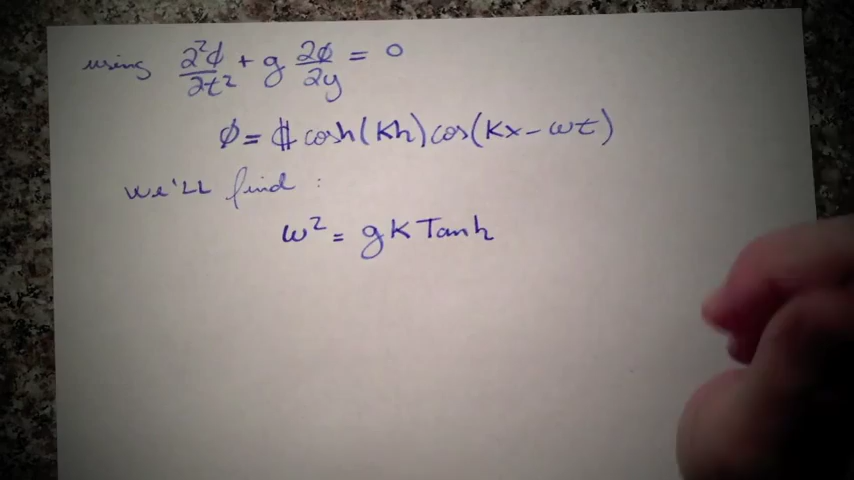 using ∂²ϕ/∂t² + g ∂ϕ/∂y = 0
ϕ = ₵ cosh(Kh) cos(Kx - ωt)
we'll find :
ω² = gK Tanh